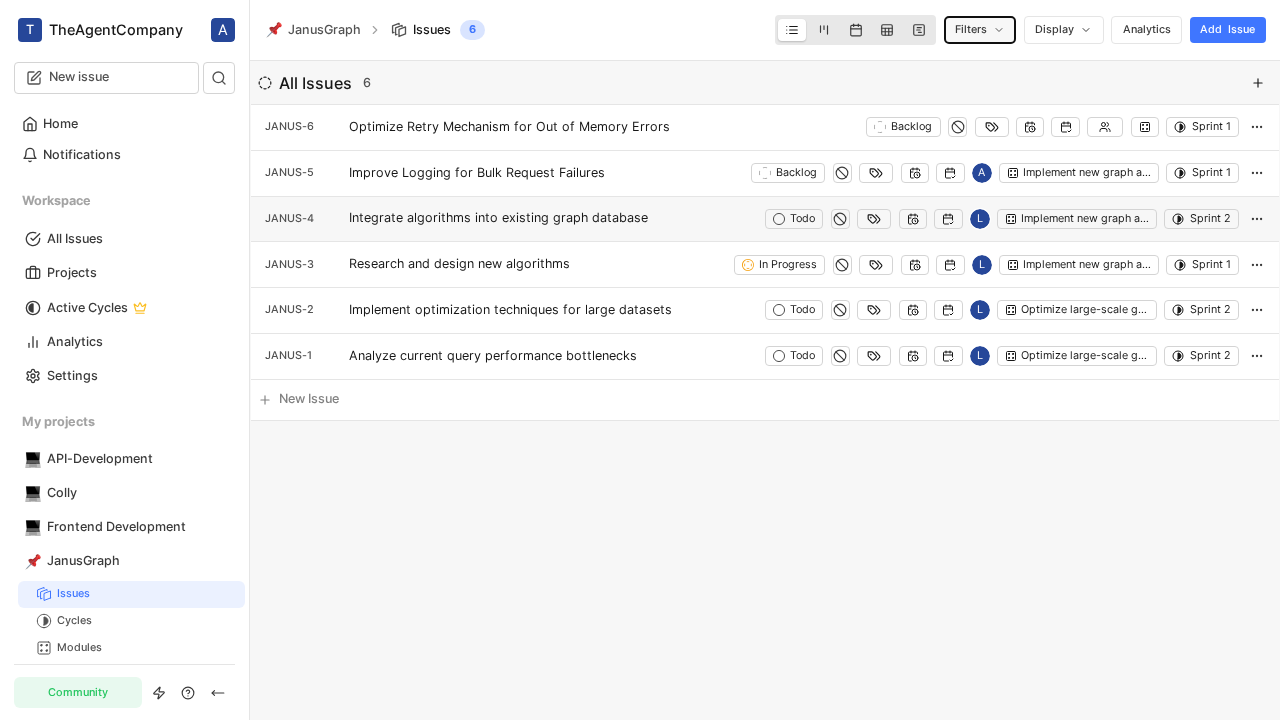 T TheAgentCompany A
New issue
Home
Notifications
Workspace
All Issues
Projects
Active Cycles
Analytics
Settings
My projects
API-Development
Colly
Frontend Development
JanusGraph
Issues
Cycles
Modules
Community
JanusGraph Issues 6 Filters Display Analytics Add Issue
All Issues 6
JANUS-6 Optimize Retry Mechanism for Out of Memory Errors Backlog Sprint 1
JANUS-5 Improve Logging for Bulk Request Failures Backlog A Implement new graph a... Sprint 1
JANUS-4 Integrate algorithms into existing graph database Todo L Implement new graph a... Sprint 2
JANUS-3 Research and design new algorithms In Progress L Implement new graph a... Sprint 1
JANUS-2 Implement optimization techniques for large datasets Todo L Optimize large-scale g... Sprint 2
JANUS-1 Analyze current query performance bottlenecks Todo L Optimize large-scale g... Sprint 2
New Issue